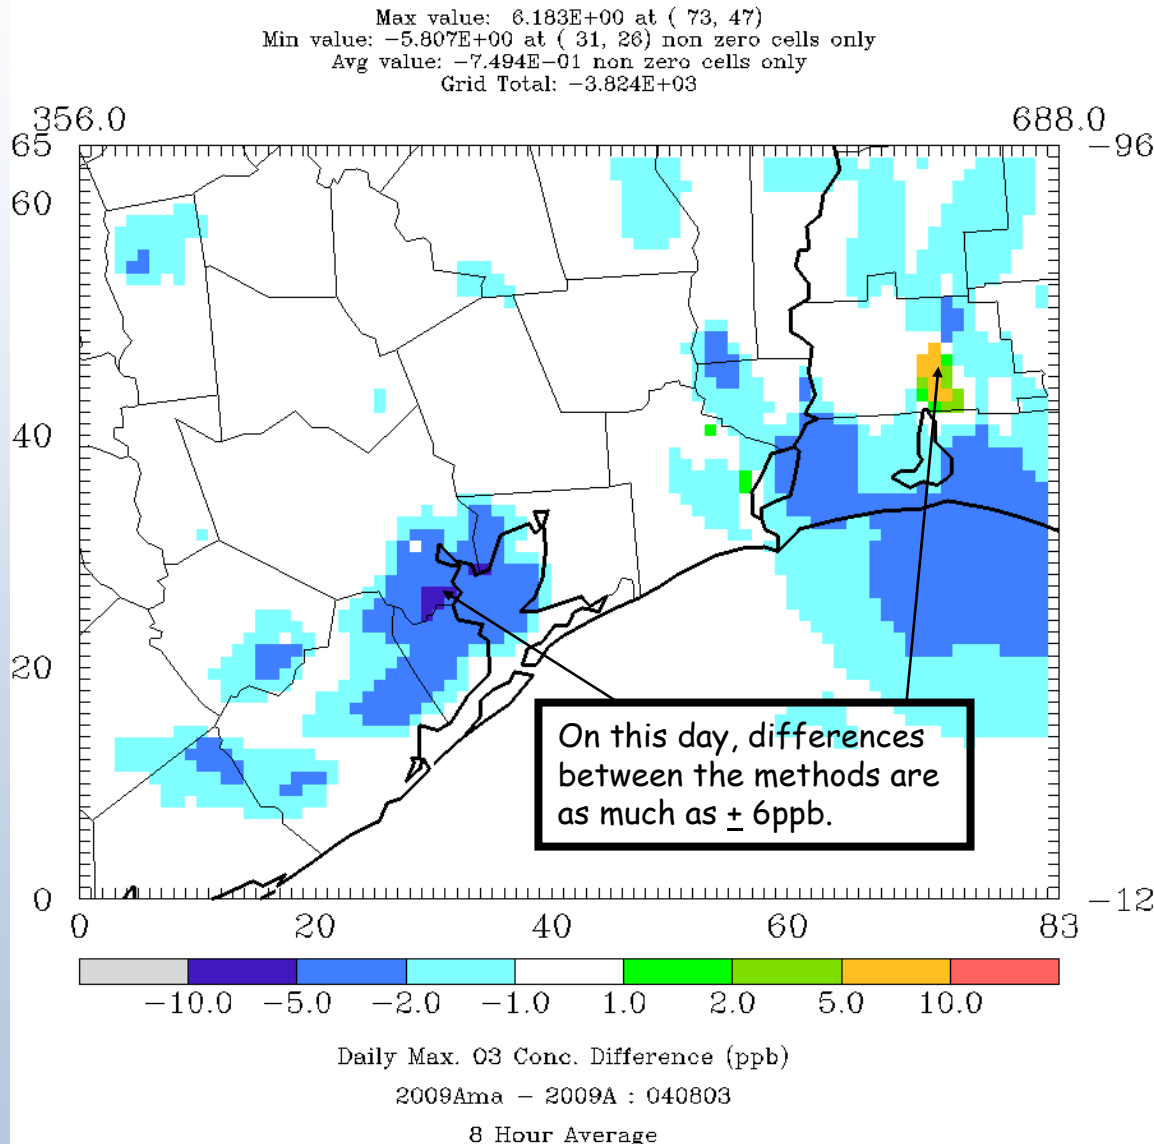 Max value: 6.183E+00 at ( 73, 47)
Min value: −5.807E+00 at ( 31, 26) non zero cells only
Avg value: −7.494E−01 non zero cells only
Grid Total: −3.824E+03
356.0 688.0
65 −96
60
40
20
0 −12
0 20 40 60 83
On this day, differences
between the methods are
as much as ± 6ppb.
−10.0 −5.0 −2.0 −1.0 1.0 2.0 5.0 10.0
Daily Max. O3 Conc. Difference (ppb)
2009Ama − 2009A : 040803
8 Hour Average